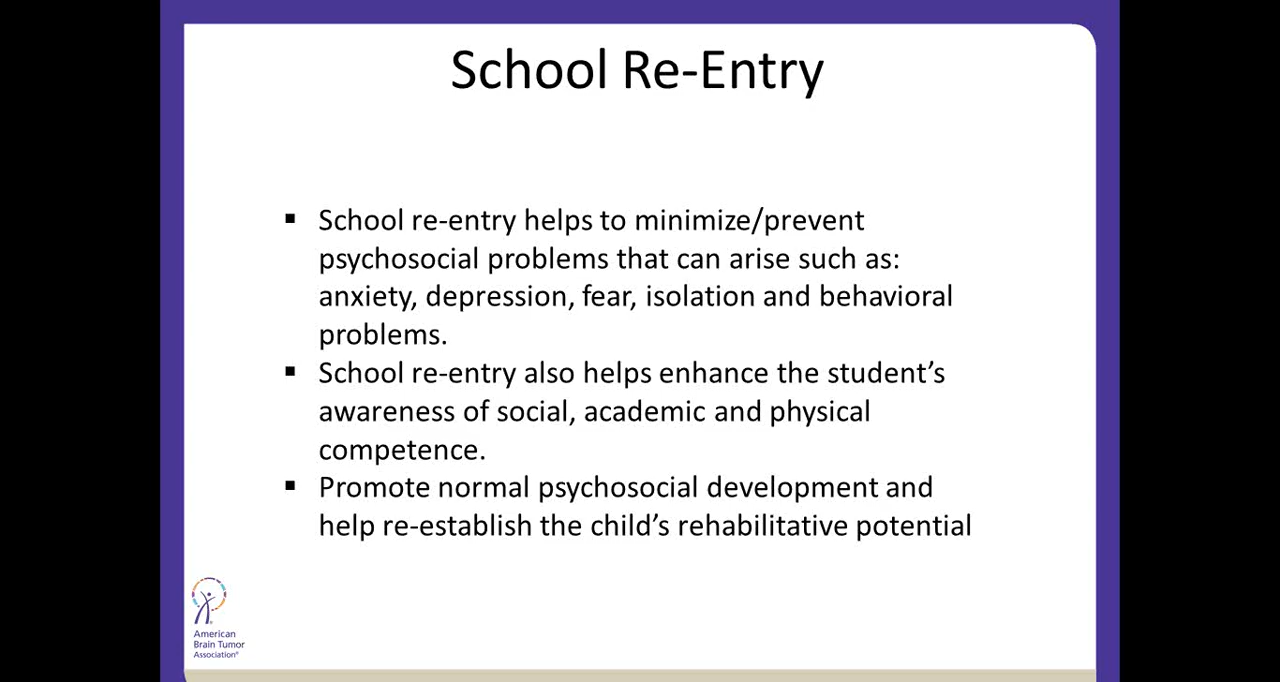 School Re-Entry
▪ School re-entry helps to minimize/prevent
psychosocial problems that can arise such as:
anxiety, depression, fear, isolation and behavioral
problems.
▪ School re-entry also helps enhance the student’s
awareness of social, academic and physical
competence.
▪ Promote normal psychosocial development and
help re-establish the child’s rehabilitative potential
American
Brain Tumor
Association®